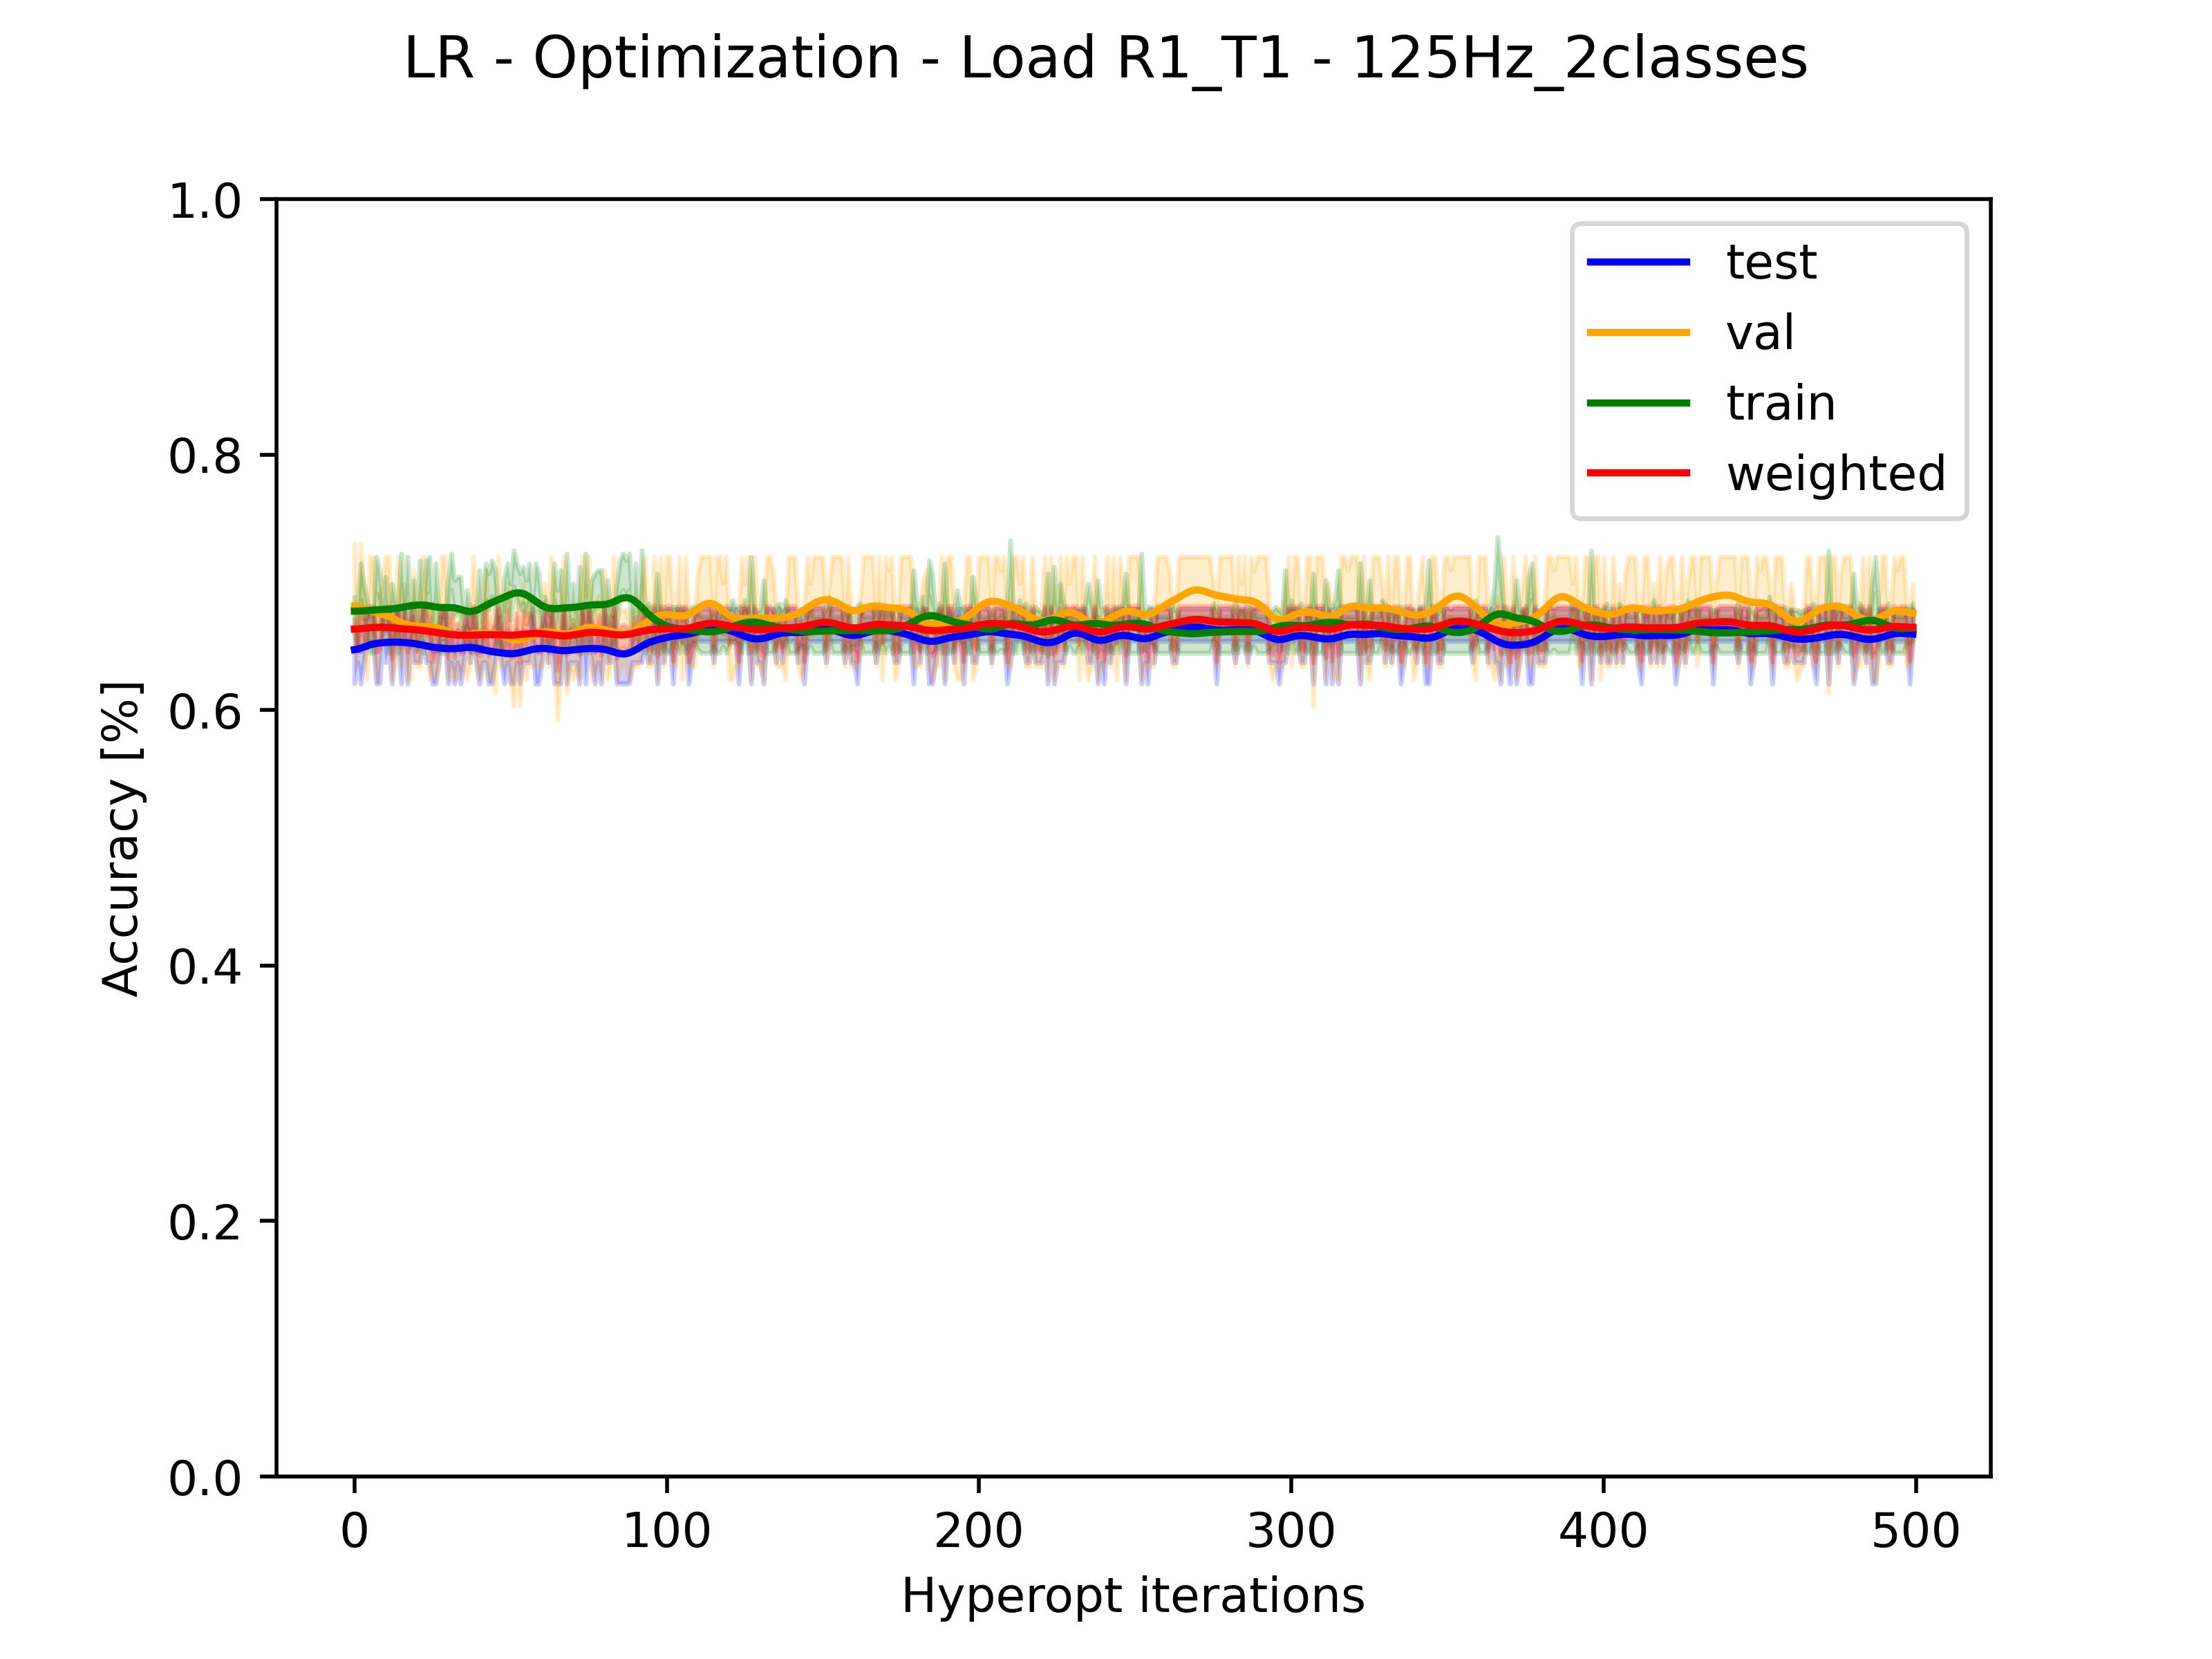 LR - Optimization - Load R1_T1 - 125Hz_2classes
1.0
0.8
0.6
0.4
0.2
0.0
Accuracy [%]
test
val
train
weighted
0 100 200 300 400 500
Hyperopt iterations